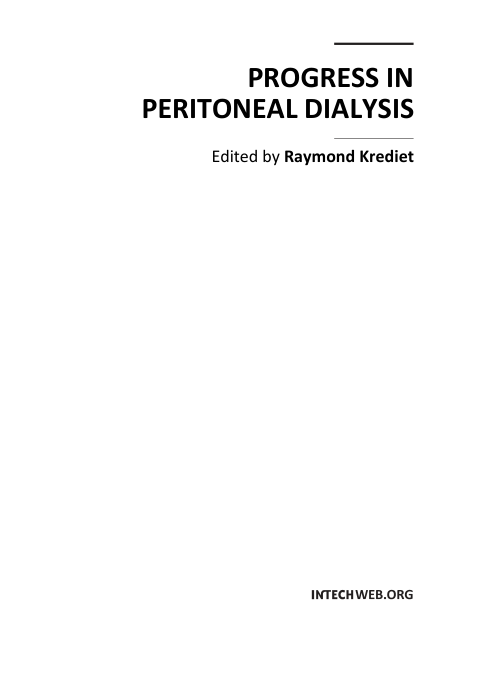 PROGRESS IN
PERITONEAL DIALYSIS
Edited by Raymond Krediet
INTECHWEB.ORG